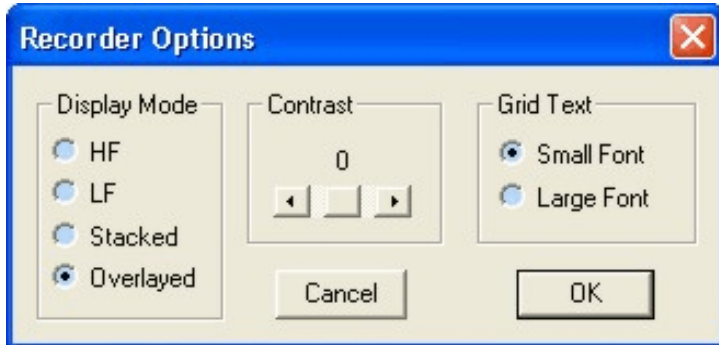 Recorder Options
Display Mode
HF
LF
Stacked
Overlayed
Contrast
0
Grid Text
Small Font
Large Font
Cancel
OK